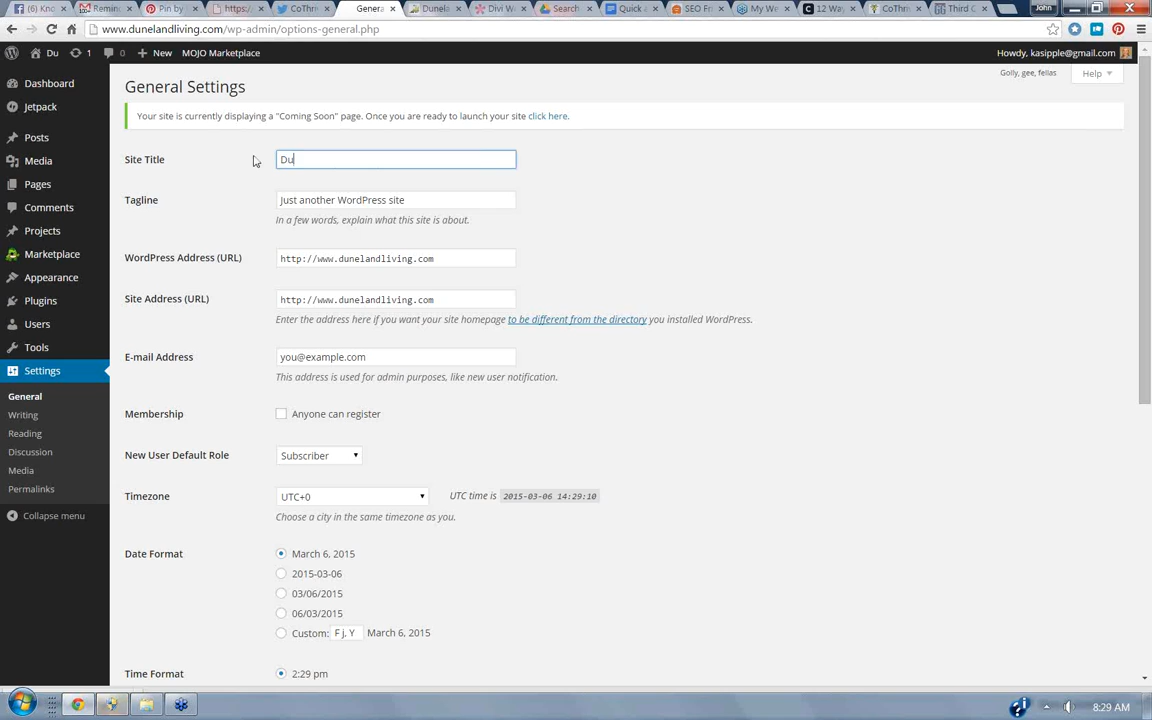 (6) Kno
Remin
Pin by
https:/
CoThre
Genera
Dunela
Divi W
Search
Quick a
SEO Fr
My We
12 Way
CoThr
Third C
John
www.dunelandliving.com/wp-admin/options-general.php
Du 1 0 New MOJO Marketplace
Howdy, kasipple@gmail.com
Golly, gee, fellas
Help
General Settings
Your site is currently displaying a "Coming Soon" page. Once you are ready to launch your site click here.
Dashboard
Jetpack
Posts
Media
Pages
Comments
Projects
Marketplace
Appearance
Plugins
Users
Tools
Settings
General
Writing
Reading
Discussion
Media
Permalinks
Collapse menu
Site Title Du
Tagline Just another WordPress site
In a few words, explain what this site is about.
WordPress Address (URL) http://www.dunelandliving.com
Site Address (URL) http://www.dunelandliving.com
Enter the address here if you want your site homepage to be different from the directory you installed WordPress.
E-mail Address you@example.com
This address is used for admin purposes, like new user notification.
Membership Anyone can register
New User Default Role Subscriber
Timezone UTC+0 UTC time is 2015-03-06 14:29:10
Choose a city in the same timezone as you.
Date Format March 6, 2015
2015-03-06
03/06/2015
06/03/2015
Custom: F j, Y March 6, 2015
Time Format 2:29 pm
8:29 AM